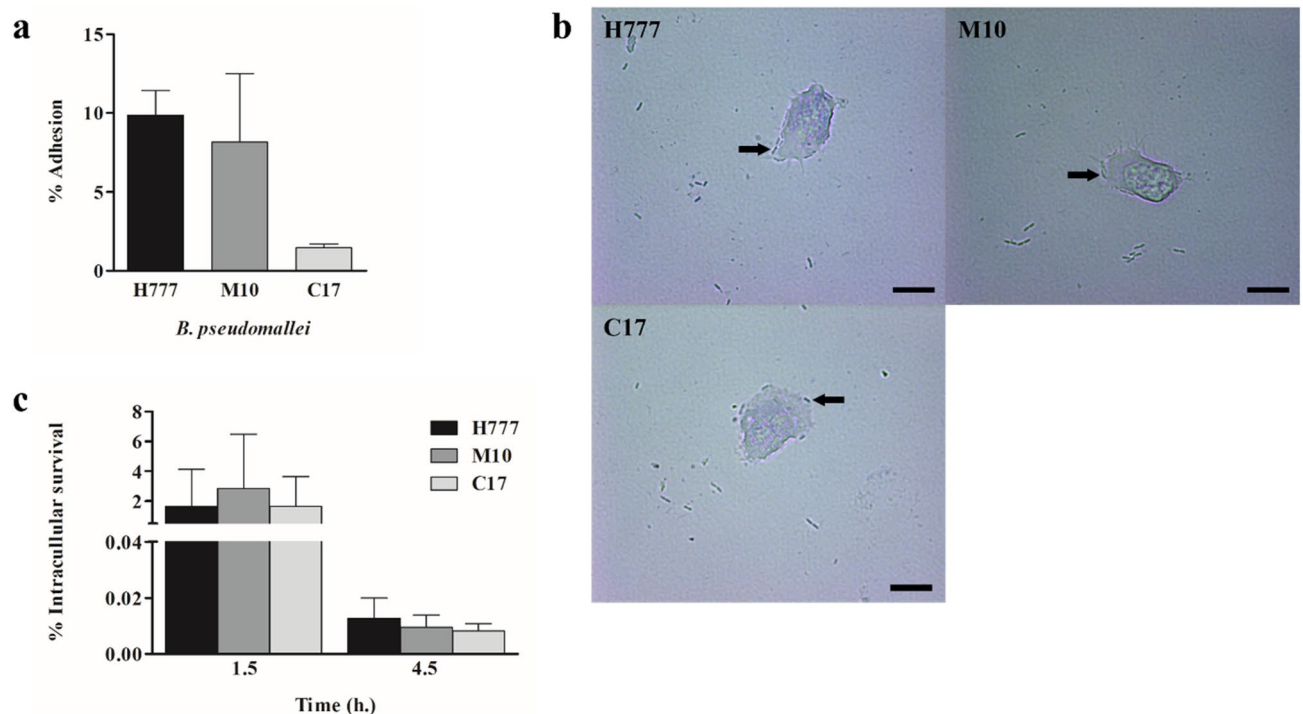 a
15
10
5
0
% Adhesion
H777 M10 C17
B. pseudomallei
b
H777
M10
C17
c
8
6
4
2
0.04
0.02
0.00
% Intracullular survival
H777
M10
C17
1.5 4.5
Time (h.)